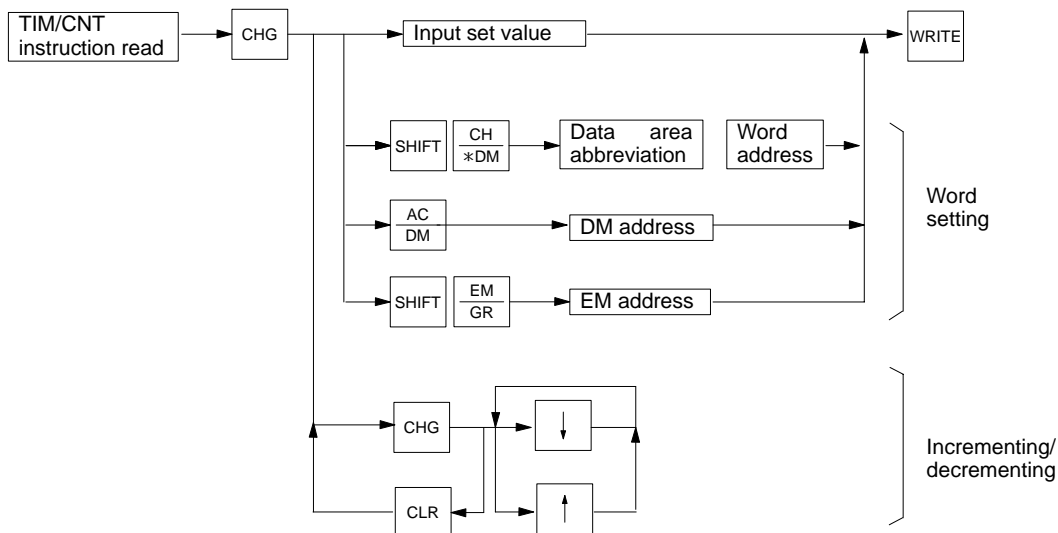 TIM/CNT
instruction read
CHG
Input set value
WRITE
SHIFT
CH
*DM
Data area
abbreviation
Word
address
AC
DM
DM address
Word
setting
SHIFT
EM
GR
EM address
CHG
↓
Incrementing/
decrementing
CLR
↑